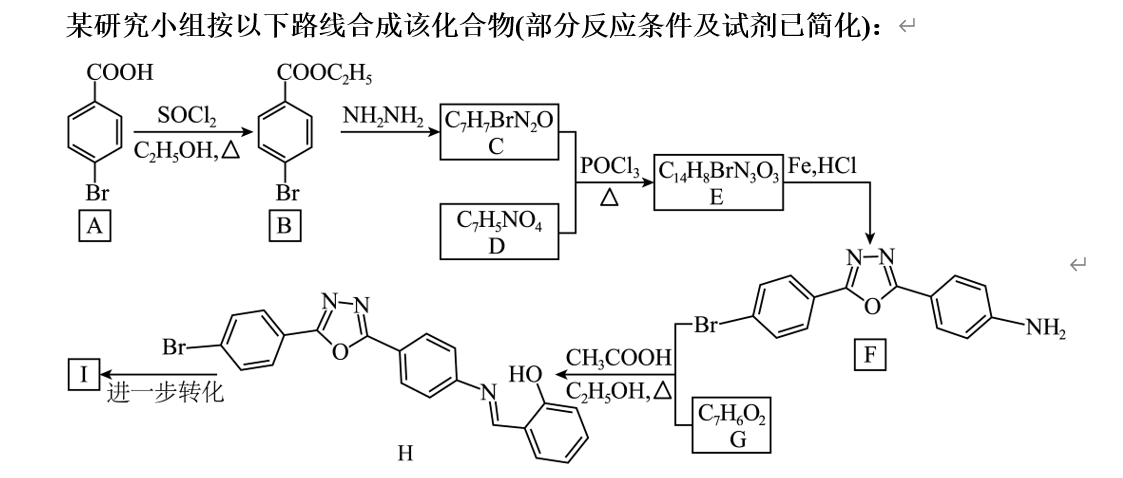 某研究小组按以下路线合成该化合物(部分反应条件及试剂已简化)：
COOH
Br
A
SOCl₂
C₂H₅OH,△
COOC₂H₅
Br
B
NH₂NH₂
C₇H₇BrN₂O
C
C₇H₅NO₄
D
POCl₃
△
C₁₄H₈BrN₃O₃
E
Fe,HCl
N N
O
Br
NH₂
F
C₇H₆O₂
G
CH₃COOH
C₂H₅OH,△
N N
O
Br
HO
N
H
进一步转化
I